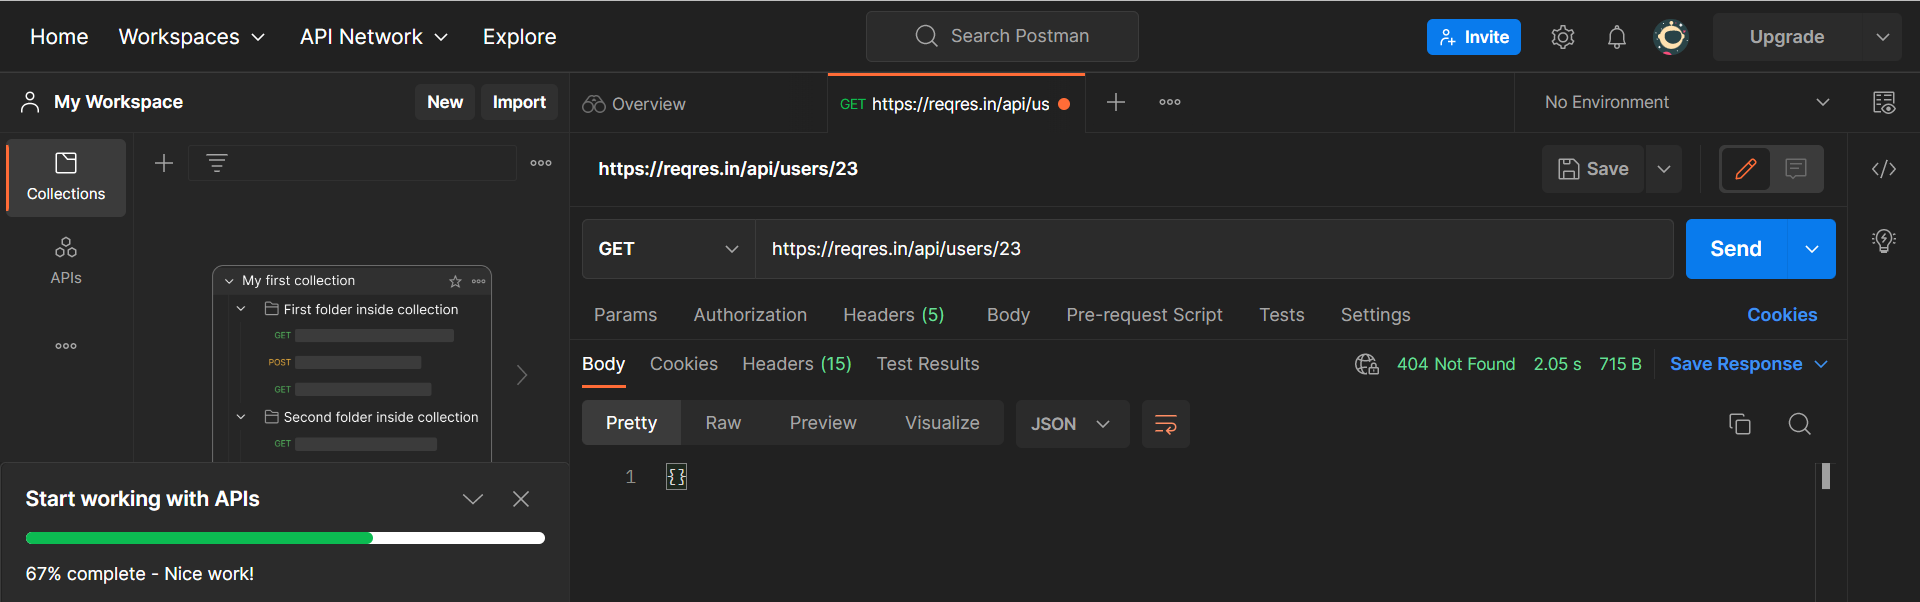 Home Workspaces API Network Explore Search Postman Invite Upgrade
My Workspace New Import Overview GET https://reqres.in/api/us No Environment
Collections
APIs
My first collection
First folder inside collection
GET
POST
GET
Second folder inside collection
GET
Start working with APIs
67% complete - Nice work!
https://reqres.in/api/users/23 Save
GET https://reqres.in/api/users/23 Send
Params Authorization Headers (5) Body Pre-request Script Tests Settings Cookies
Body Cookies Headers (15) Test Results 404 Not Found 2.05 s 715 B Save Response
Pretty Raw Preview Visualize JSON
1 {}